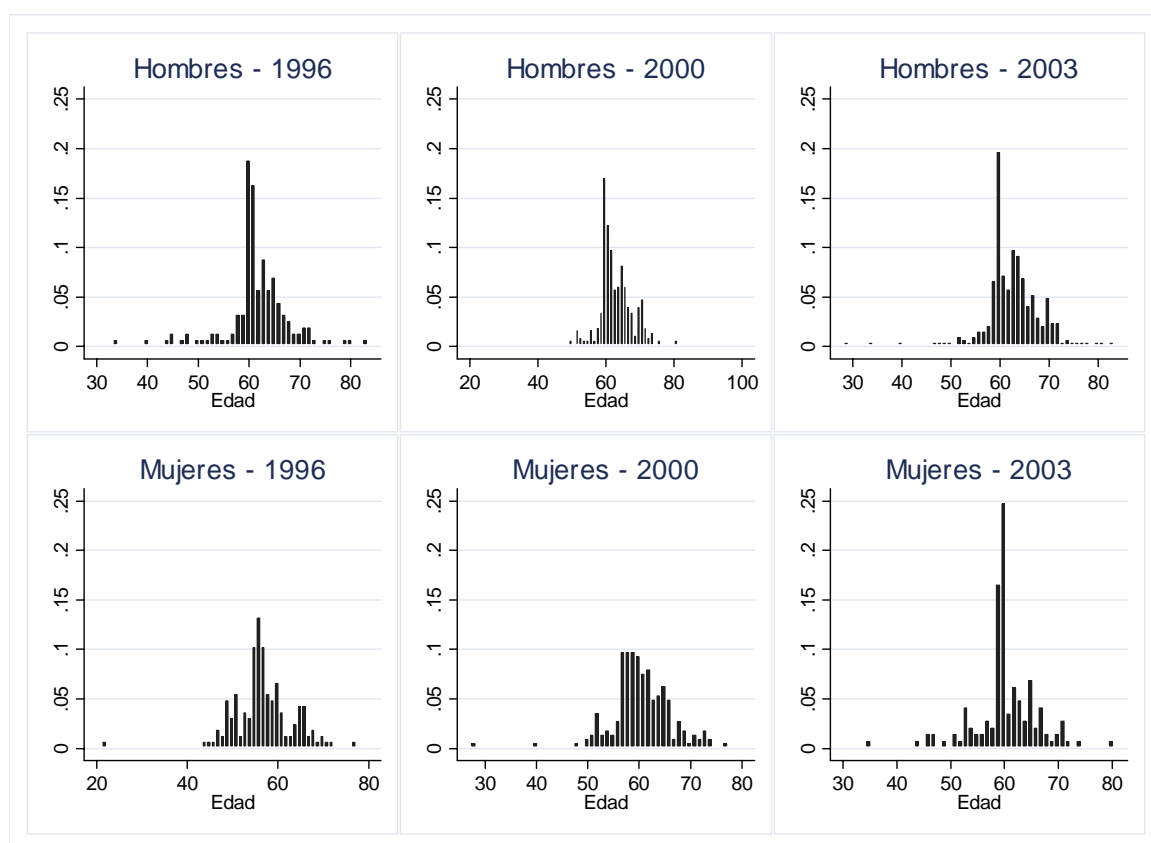 Hombres - 1996
.25
.2
.15
.1
.05
0
30 40 50 60 70 80
Edad
Hombres - 2000
.25
.2
.15
.1
.05
0
20 40 60 80 100
Edad
Hombres - 2003
.25
.2
.15
.1
.05
0
30 40 50 60 70 80
Edad
Mujeres - 1996
.25
.2
.15
.1
.05
0
20 40 60 80
Edad
Mujeres - 2000
.25
.2
.15
.1
.05
0
30 40 50 60 70 80
Edad
Mujeres - 2003
.25
.2
.15
.1
.05
0
30 40 50 60 70 80
Edad